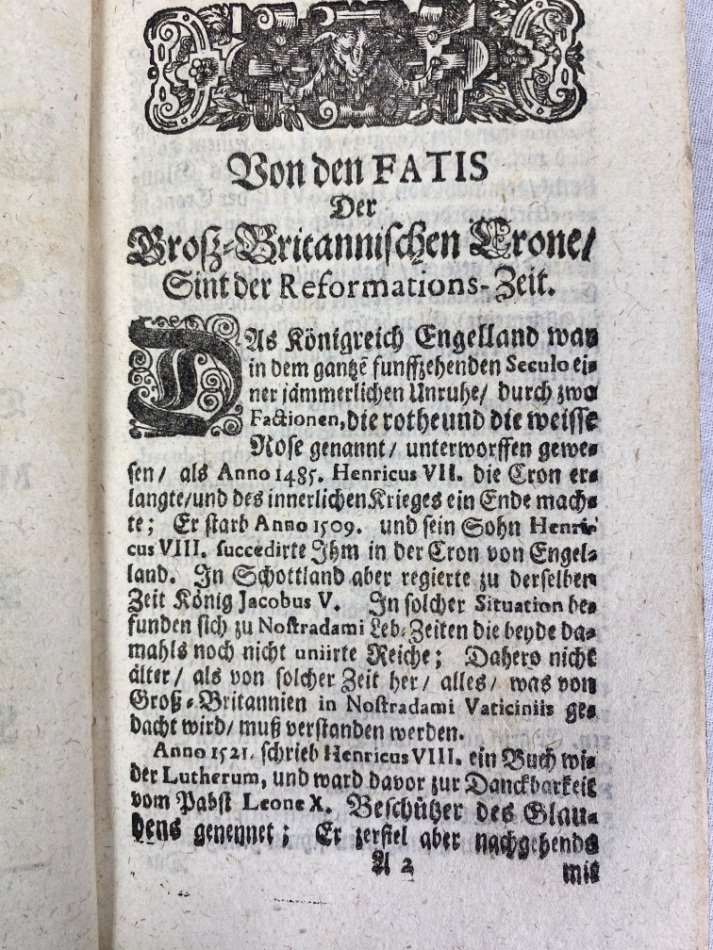 Von den FATIS
Der
Groß-Britannischen Crone/
Sint der Reformations-Zeit.
DAs Königreich Engelland war
in dem gantzē funffzehenden Seculo ei-
ner jämmerlichen Unruhe/ durch zwo
Factionen, die rothe und die weisse
Rose genannt/ unterworffen gewe-
sen/ als Anno 1485. Henricus VII. die Cron er-
langte/ und des innerlichen Krieges ein Ende mach-
te; Er starb Anno 1509. und sein Sohn Henri-
cus VIII. succedirte Ihm in der Cron von Engel-
land. In Schottland aber regierte zu derselben
Zeit König Jacobus V. In solcher Situation be-
funden sich zu Nostradami Leb-Zeiten die beyde da-
mahls noch nicht uniirte Reiche; Dahero nicht
älter/ als von solcher Zeit her/ alles/ was von
Groß-Britannien in Nostradami Vaticiniis ge-
dacht wird/ muß verstanden werden.
Anno 1521. schrieb Henricus VIII. ein Buch wi-
der Lutherum, und ward davor zur Danckbarkeit
vom Pabst Leone X. Beschützer des Glau-
bens genennet; Er zerfiel aber nachgehends
A 2
mit